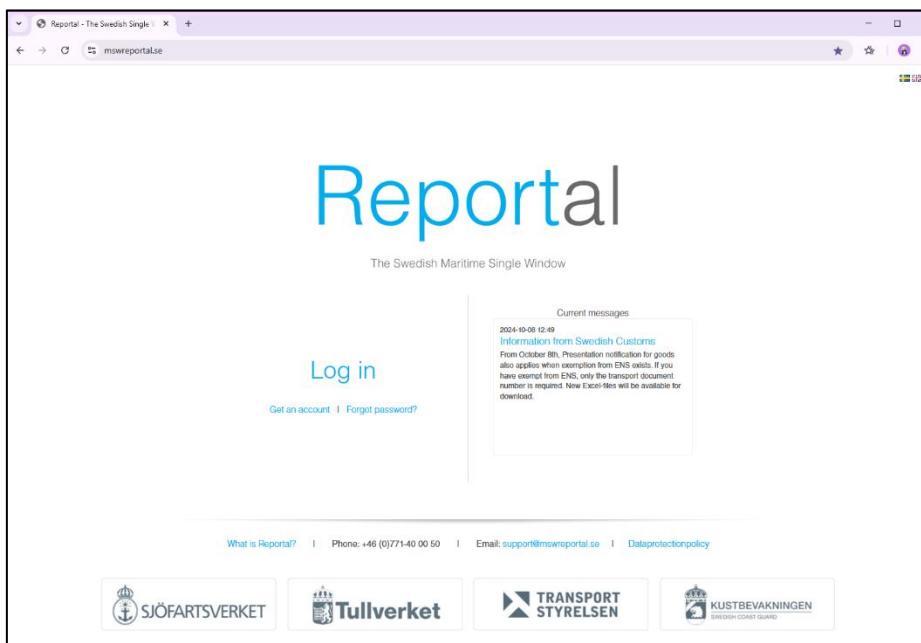 Reportal - The Swedish Single
mswreportal.se
Reportal
The Swedish Maritime Single Window
Current messages
2024-10-08 12:49
Information from Swedish Customs
From October 8th, Presentation notification for goods
also applies when exemption from ENS exists. If you
have exempt from ENS, only the transport document
number is required. New Excel-files will be available for
download.
Log in
Get an account | Forgot password?
What is Reportal? | Phone: +46 (0)771-40 00 50 | Email: support@mswreportal.se | Dataprotectionpolicy
SJÖFARTSVERKET
Tullverket
TRANSPORT
STYRELSEN
KUSTBEVAKNINGEN
SWEDISH COAST GUARD